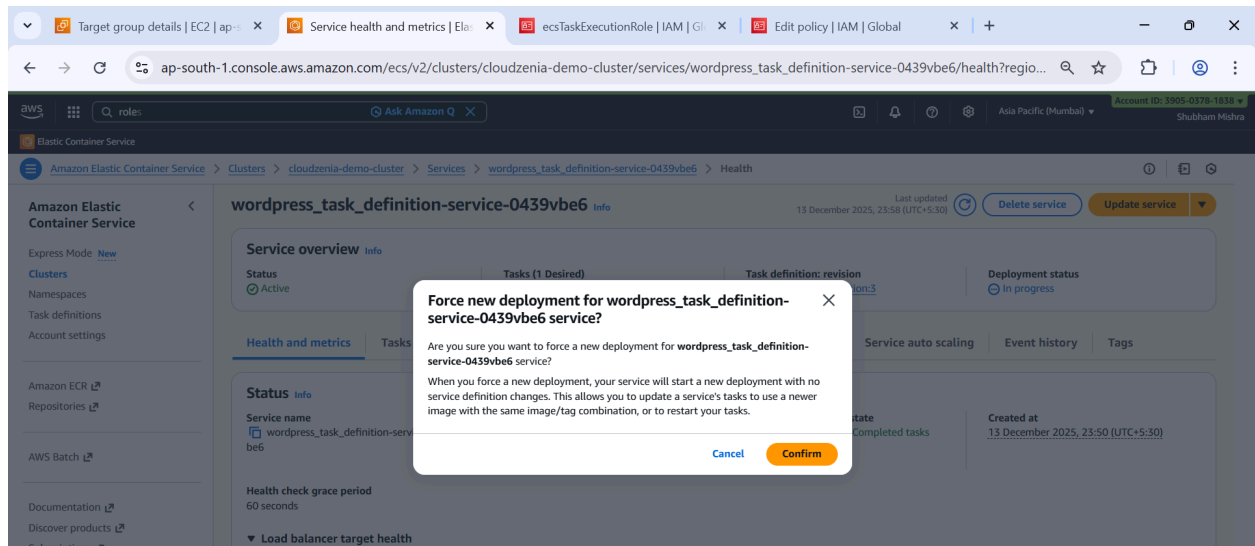 Target group details | EC2 | ap-s
Service health and metrics | Elas
ecsTaskExecutionRole | IAM | Gl
Edit policy | IAM | Global
ap-south-1.console.aws.amazon.com/ecs/v2/clusters/cloudzenia-demo-cluster/services/wordpress_task_definition-service-0439vbe6/health?regio...
aws
roles
Ask Amazon Q
Asia Pacific (Mumbai)
Account ID: 3905-0378-1838
Shubham Mishra
Elastic Container Service
Amazon Elastic Container Service > Clusters > cloudzenia-demo-cluster > Services > wordpress_task_definition-service-0439vbe6 > Health
Amazon Elastic
Container Service
Express Mode New
Clusters
Namespaces
Task definitions
Account settings
Amazon ECR
Repositories
AWS Batch
Documentation
Discover products
wordpress_task_definition-service-0439vbe6 Info
Last updated
13 December 2025, 23:58 (UTC+5:30)
Delete service
Update service
Service overview Info
Status
Active
Tasks (1 Desired)
Task definition: revision
ion:3
Deployment status
In progress
Health and metrics
Tasks
Service auto scaling
Event history
Tags
Status Info
Service name
wordpress_task_definition-serv
be6
state
Completed tasks
Created at
13 December 2025, 23:50 (UTC+5:30)
Health check grace period
60 seconds
Load balancer target health
Force new deployment for wordpress_task_definition-
service-0439vbe6 service?
Are you sure you want to force a new deployment for wordpress_task_definition-
service-0439vbe6 service?
When you force a new deployment, your service will start a new deployment with no
service definition changes. This allows you to update a service's tasks to use a newer
image with the same image/tag combination, or to restart your tasks.
Cancel
Confirm